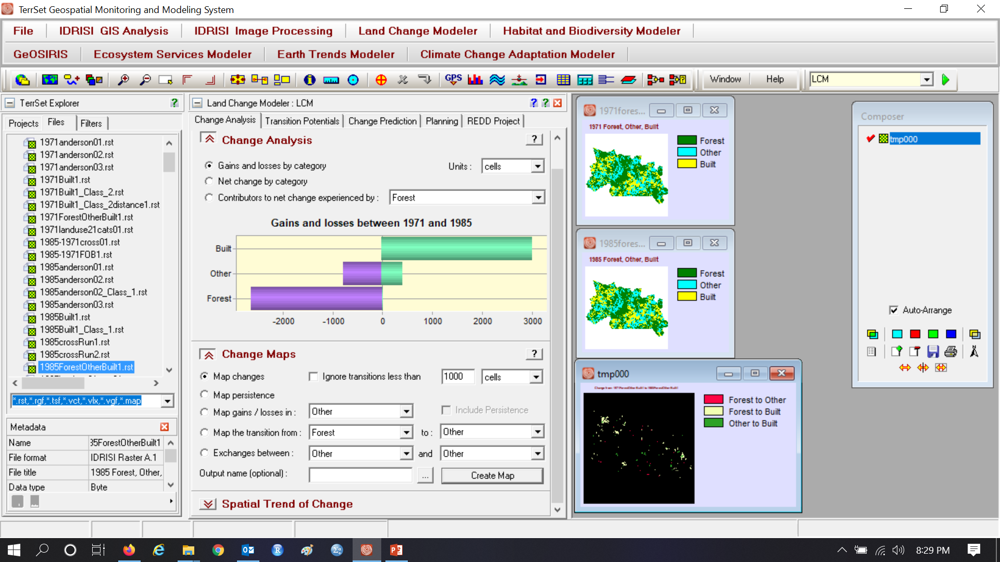 TerrSet Geospatial Monitoring and Modeling System
File
IDRISI GIS Analysis
IDRISI Image Processing
Land Change Modeler
Habitat and Biodiversity Modeler
GeOSIRIS
Ecosystem Services Modeler
Earth Trends Modeler
Climate Change Adaptation Modeler
GPS
Window
Help
LCM
TerrSet Explorer
?
Projects
Files
Filters
1971anderson01.rst
1971anderson02.rst
1971anderson03.rst
1971Built1.rst
1971Built1_Class_2.rst
1971Built1_Class_2distance1.rst
1971ForestOtherBuilt1.rst
1971landuse21cats01.rst
1985-1971cross01.rst
1985-1971FOB1.rst
1985anderson01.rst
1985anderson02.rst
1985anderson02_Class_1.rst
1985anderson03.rst
1985Built1.rst
1985Built1_Class_1.rst
1985crossRun1.rst
1985crossRun2.rst
1985ForestOtherBuilt1.rst
*.rst,*.rgf,*.tsf,*.vct,*.vlx,*.vgf,*.map
Metadata
Name
35ForestOtherBuilt1
File format
IDRISI Raster A.1
File title
1985 Forest, Other,
Data type
Byte
Land Change Modeler : LCM
? ?
Change Analysis
Transition Potentials
Change Prediction
Planning
REDD Project
Change Analysis
?
Gains and losses by category
Units :
cells
Net change by category
Contributors to net change experienced by :
Forest
Gains and losses between 1971 and 1985
Built
Other
Forest
-2000
-1000
0
1000
2000
3000
Change Maps
?
Map changes
Ignore transitions less than
1000
cells
Map persistence
Map gains / losses in :
Other
Include Persistence
Map the transition from :
Forest
to :
Other
Exchanges between :
Other
and
Other
Output name (optional) :
...
Create Map
Spatial Trend of Change
1971fores...
1971 Forest, Other, Built
Forest
Other
Built
1985fores...
1985 Forest, Other, Built
Forest
Other
Built
tmp000
Forest to Other
Forest to Built
Other to Built
Composer
tmp000
Auto-Arrange
8:29 PM